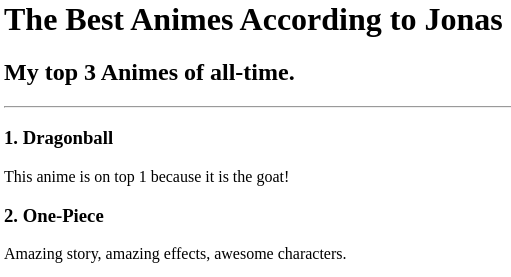 The Best Animes According to Jonas
My top 3 Animes of all-time.
1. Dragonball
This anime is on top 1 because it is the goat!
2. One-Piece
Amazing story, amazing effects, awesome characters.